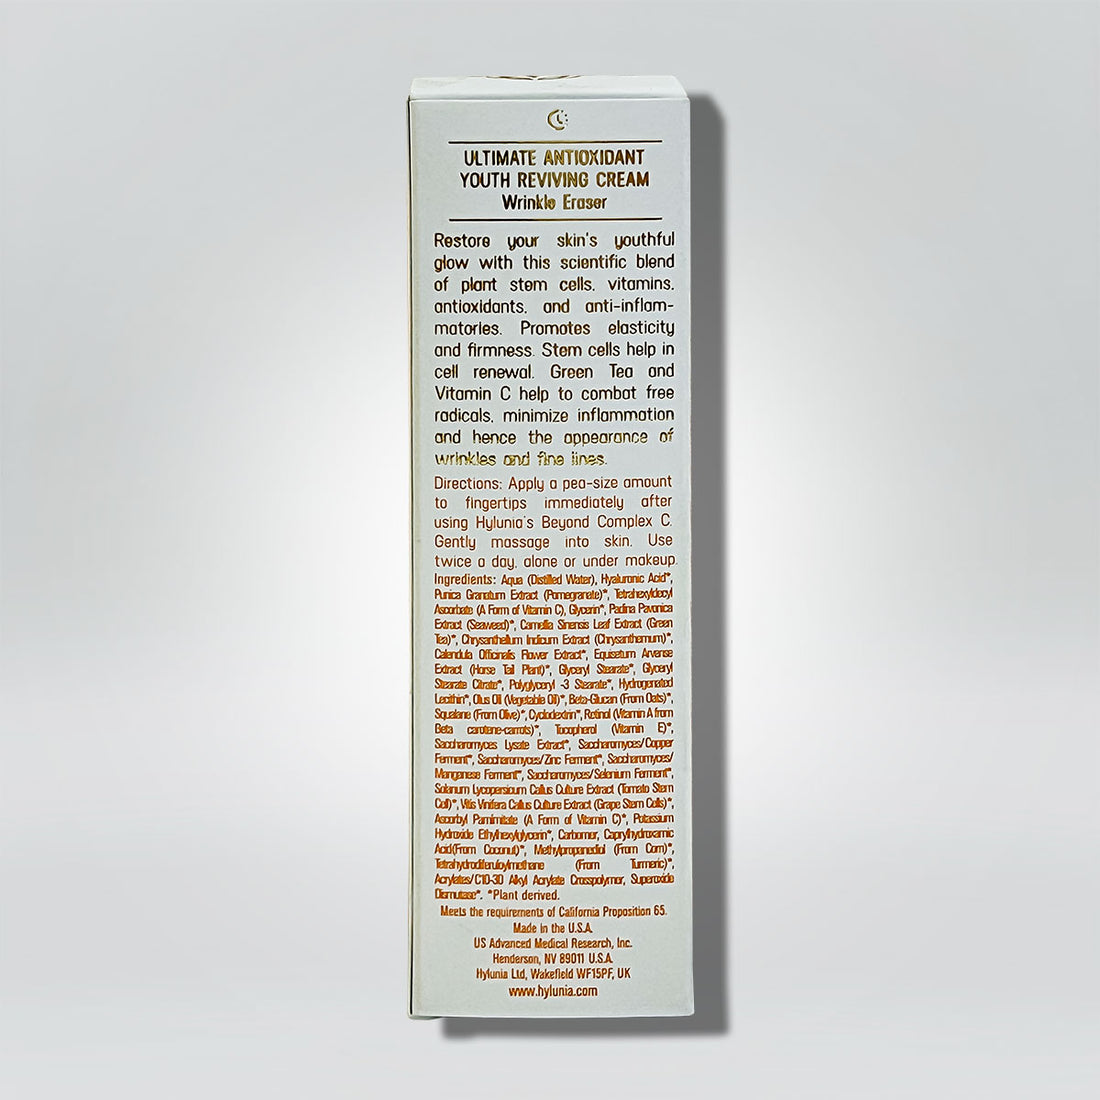 ULTIMATE ANTIOXIDANT
YOUTH REVIVING CREAM
Wrinkle Eraser
Restore your skin's youthful
glow with this scientific blend
of plant stem cells, vitamins,
antioxidants, and anti-inflam-
matories. Promotes elasticity
and firmness. Stem cells help in
cell renewal. Green Tea and
Vitamin C help to combat free
radicals, minimize inflammation
and hence the appearance of
wrinkles and fine lines.
Directions: Apply a pea-size amount
to fingertips immediately after
using Hylunia's Beyond Complex C.
Gently massage into skin. Use
twice a day, alone or under makeup.
Ingredients: Aqua (Distilled Water), Hyaluronic Acid*,
Punica Granatum Extract (Pomegranate)*, Tetrahexyldecyl
Ascorbate (A Form of Vitamin C), Glycerin*, Padina Pavonica
Extract (Seaweed)*, Camellia Sinensis Leaf Extract (Green
Tea)*, Chrysanthellum Indicum Extract (Chrysanthemum)*,
Calendula Officinalis Flower Extract*, Equisetum Arvense
Extract (Horse Tail Plant)*, Glyceryl Stearate*, Glyceryl
Stearate Citrate*, Polyglyceryl -3 Stearate*, Hydrogenated
Lecithin*, Olus Oil (Vegetable Oil)*, Beta-Glucan (From Oats)*,
Squalane (From Olive)*, Cyclodextrin*, Retinol (Vitamin A from
Beta carotene-carrots)*, Tocopherol (Vitamin E)*,
Saccharomyces Lysate Extract*, Saccharomyces/Copper
Ferment*, Saccharomyces/Zinc Ferment*, Saccharomyces/
Manganese Ferment*, Saccharomyces/Selenium Ferment*,
Solanum Lycopersicum Callus Culture Extract (Tomato Stem
Cell)*, Vitis Vinifera Callus Culture Extract (Grape Stem Cells)*,
Ascorbyl Pamimitate (A Form of Vitamin C)*, Potassium
Hydroxide Ethylhexylglycerin*, Carbomer, Caprylhydroxamic
Acid(From Coconut)*, Methylpropanediol (From Corn)*,
Tetrahydrodiferuloylmethane (From Turmeric)*,
Acrylates/C10-30 Alkyl Acrylate Crosspolymer, Superoxide
Dismutase*. *Plant derived.
Meets the requirements of California Proposition 65.
Made in the U.S.A.
US Advanced Medical Research, Inc.
Henderson, NV 89011 U.S.A.
Hylunia Ltd, Wakefield WF15PF, UK
www.hylunia.com